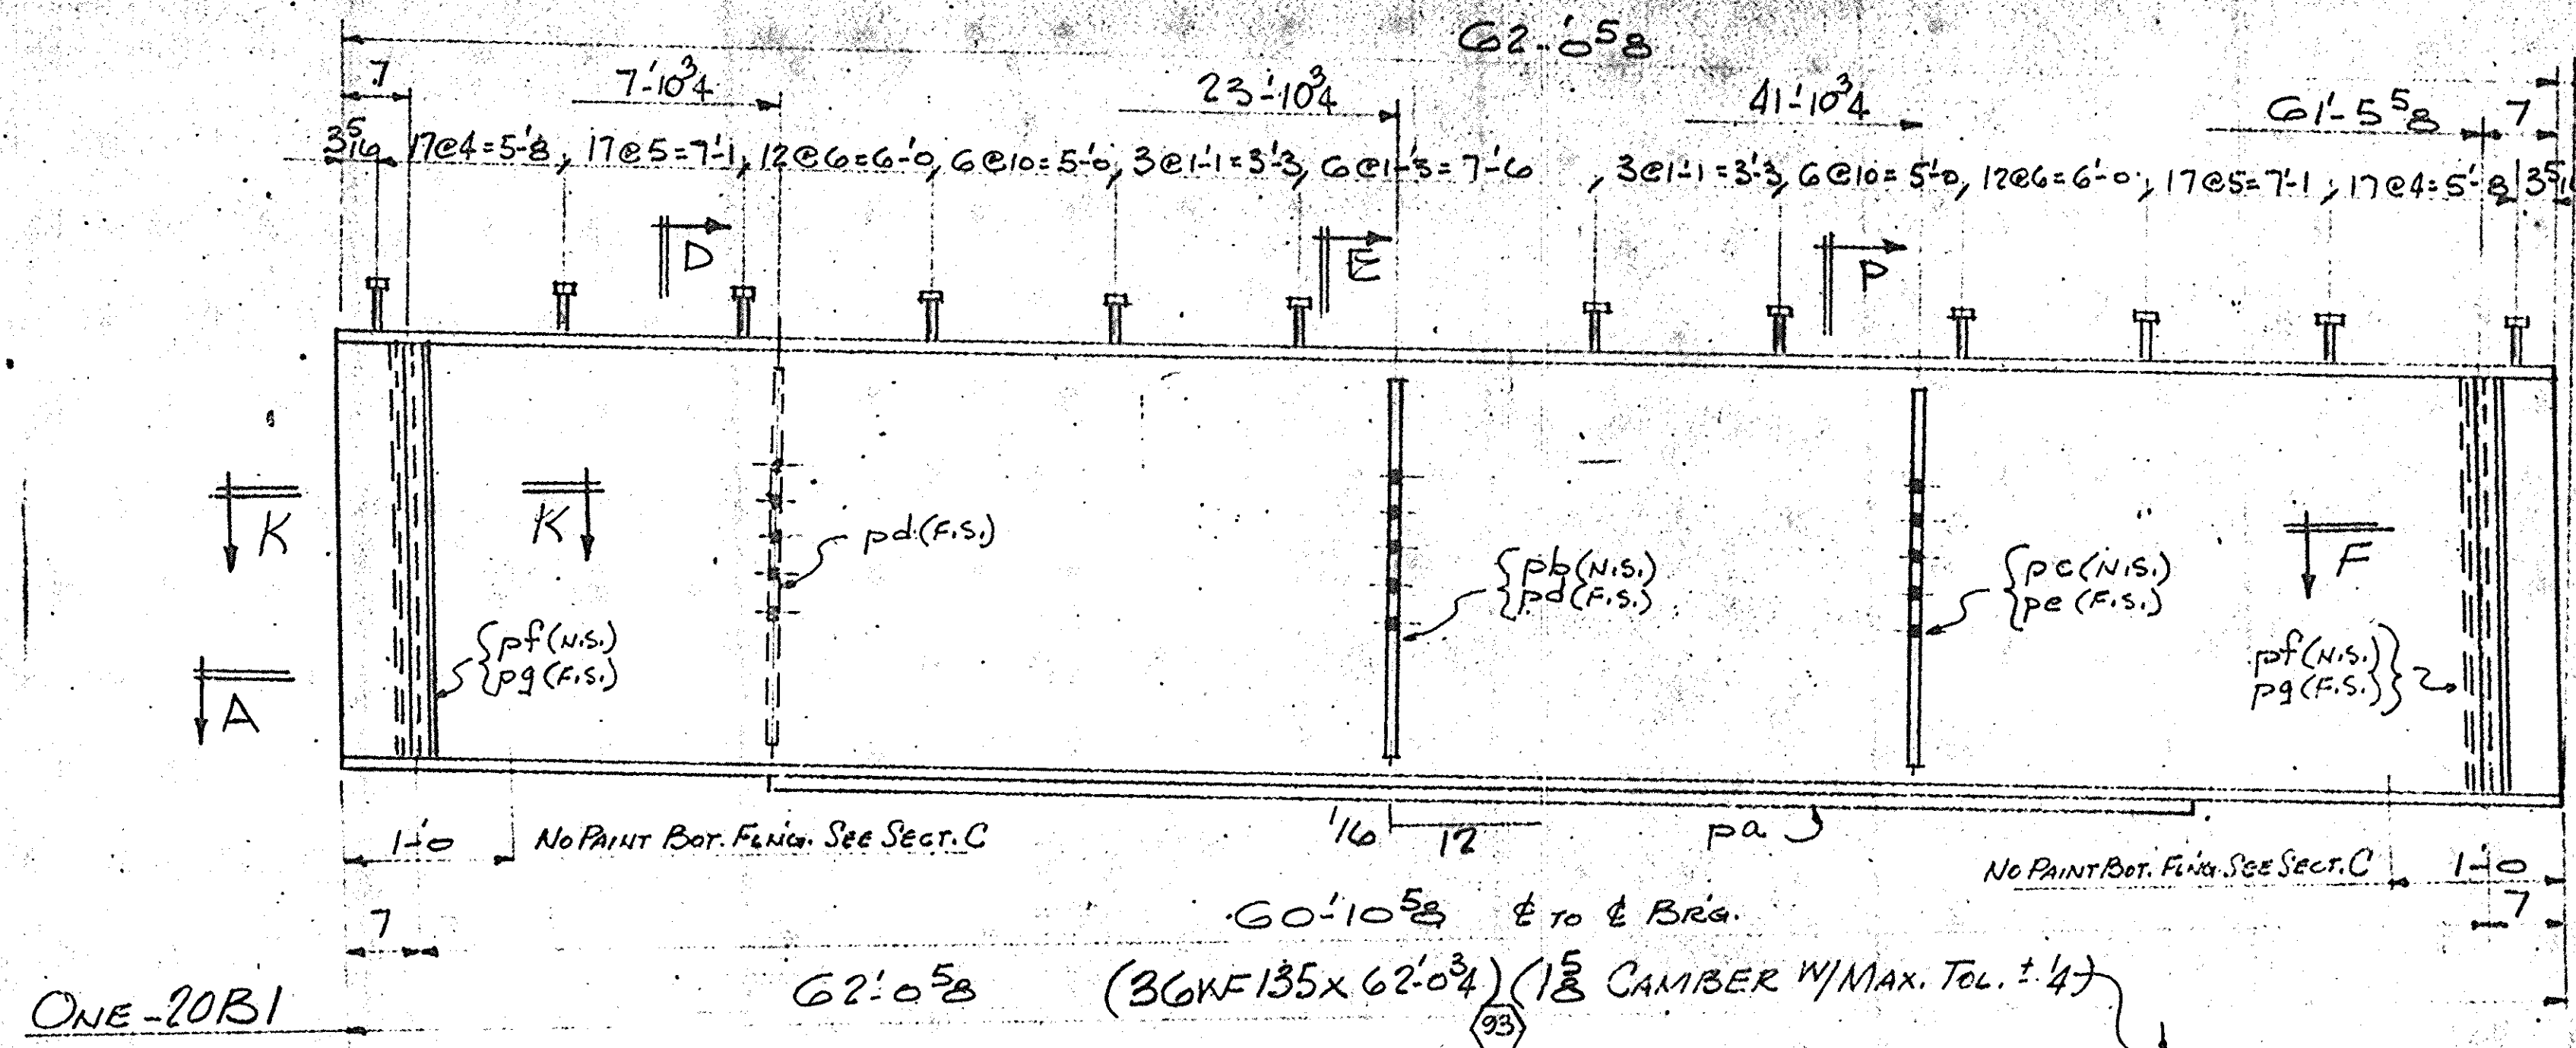 62'-0 5/8
7
7'-10 3/4
23'-10 3/4
41'-10 3/4
61'-5 5/8
7
3 5/16 17@4=5'-8, 17@5=7'-1, 12@6=6'-0, 6@10=5'-0, 3@1'-1=3'-3, 6@1'-3=7'-6, 3@1'-1=3'-3, 6@10=5'-0, 12@6=6'-0, 17@5=7'-1, 17@4=5'-8 3 5/16
D
E
P
K
K
A
F
pd (F.S.)
pb (N.S.)
pd (F.S.)
pc (N.S.)
pe (F.S.)
pf (N.S.)
pg (F.S.)
pf (N.S.)
pg (F.S.)
1'-0
NO PAINT BOT. FLNG. SEE SECT. C
1/16
12
pa
NO PAINT BOT. FLNG. SEE SECT. C
1'-0
7
60'-10 5/8 ℄ TO ℄ BRG.
7
ONE-20B1
62'-0 5/8 (36WF135x62'-0 3/4) (1 5/8 CAMBER W/MAX. TOL. ± 1/4)
93